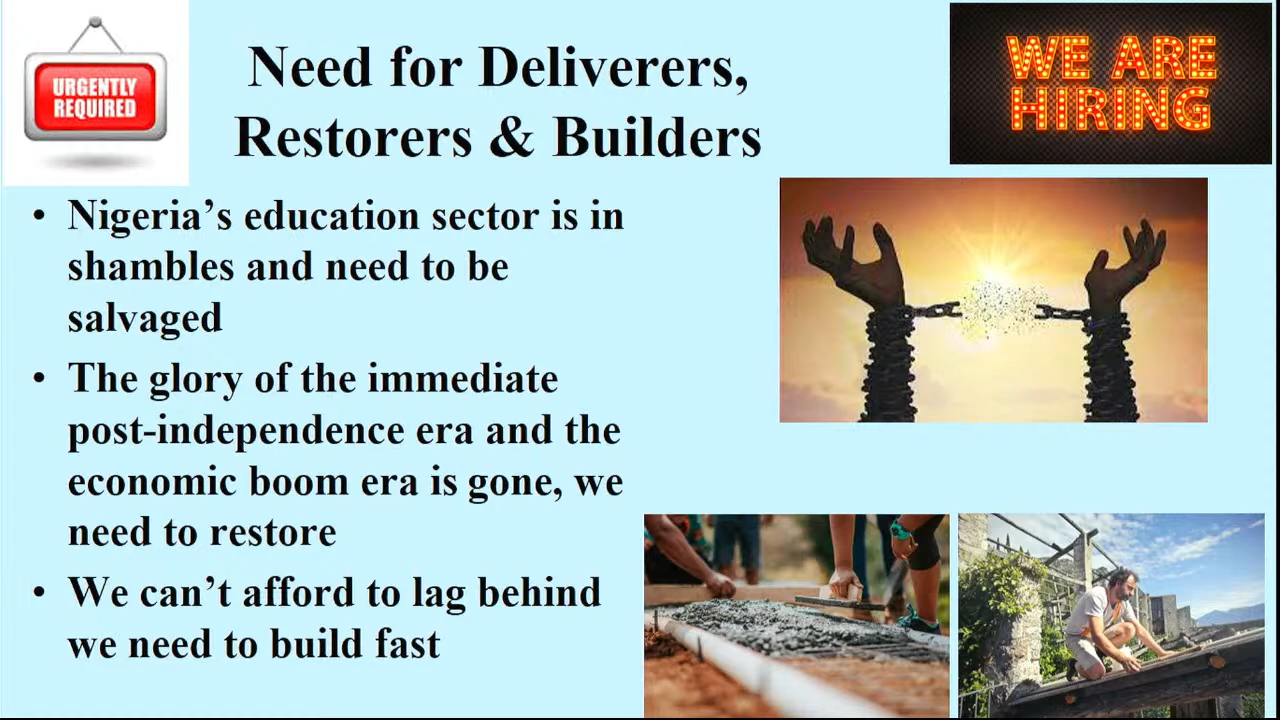 URGENTLY
REQUIRED
Need for Deliverers,
Restorers & Builders
WE ARE
HIRING
• Nigeria’s education sector is in
shambles and need to be
salvaged
• The glory of the immediate
post-independence era and the
economic boom era is gone, we
need to restore
• We can’t afford to lag behind
we need to build fast